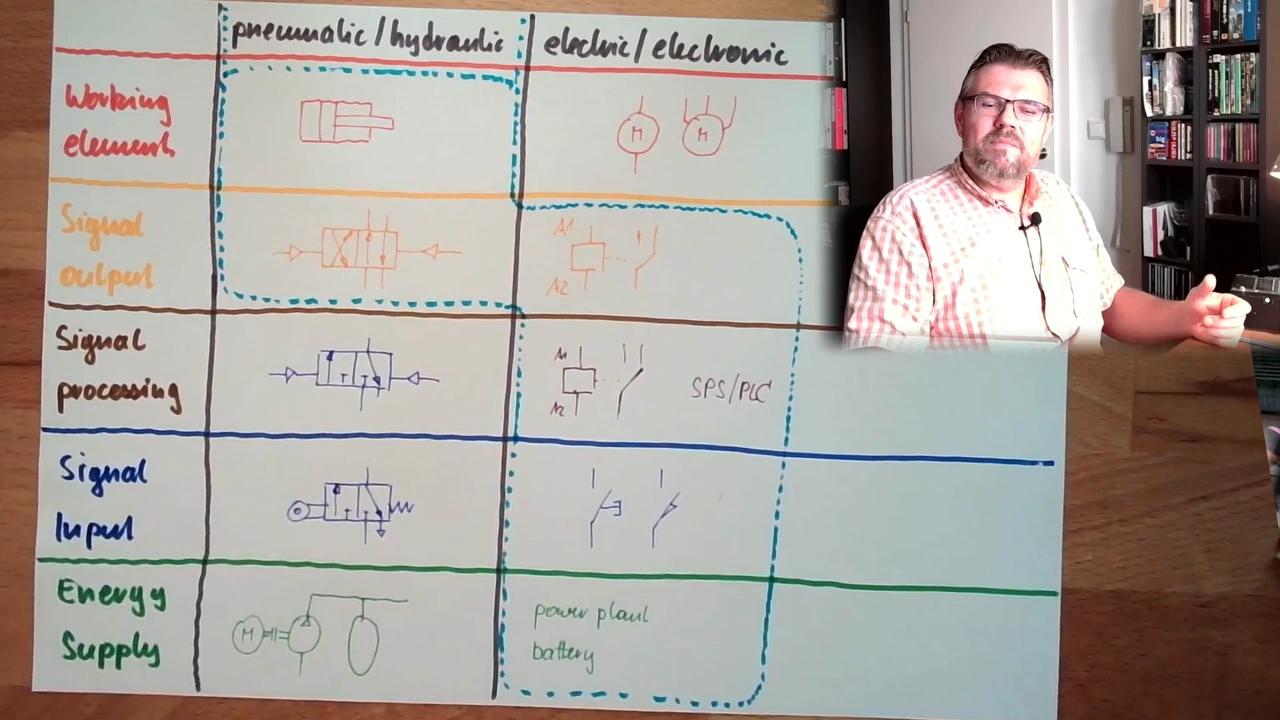 pneumatic/hydraulic electric/electronic
Working
element
M M
Signal
output
A1
A2
Signal
processing
A1
A2
SPS/PLC
Signal
Input
Energy
Supply
M
power plant
battery